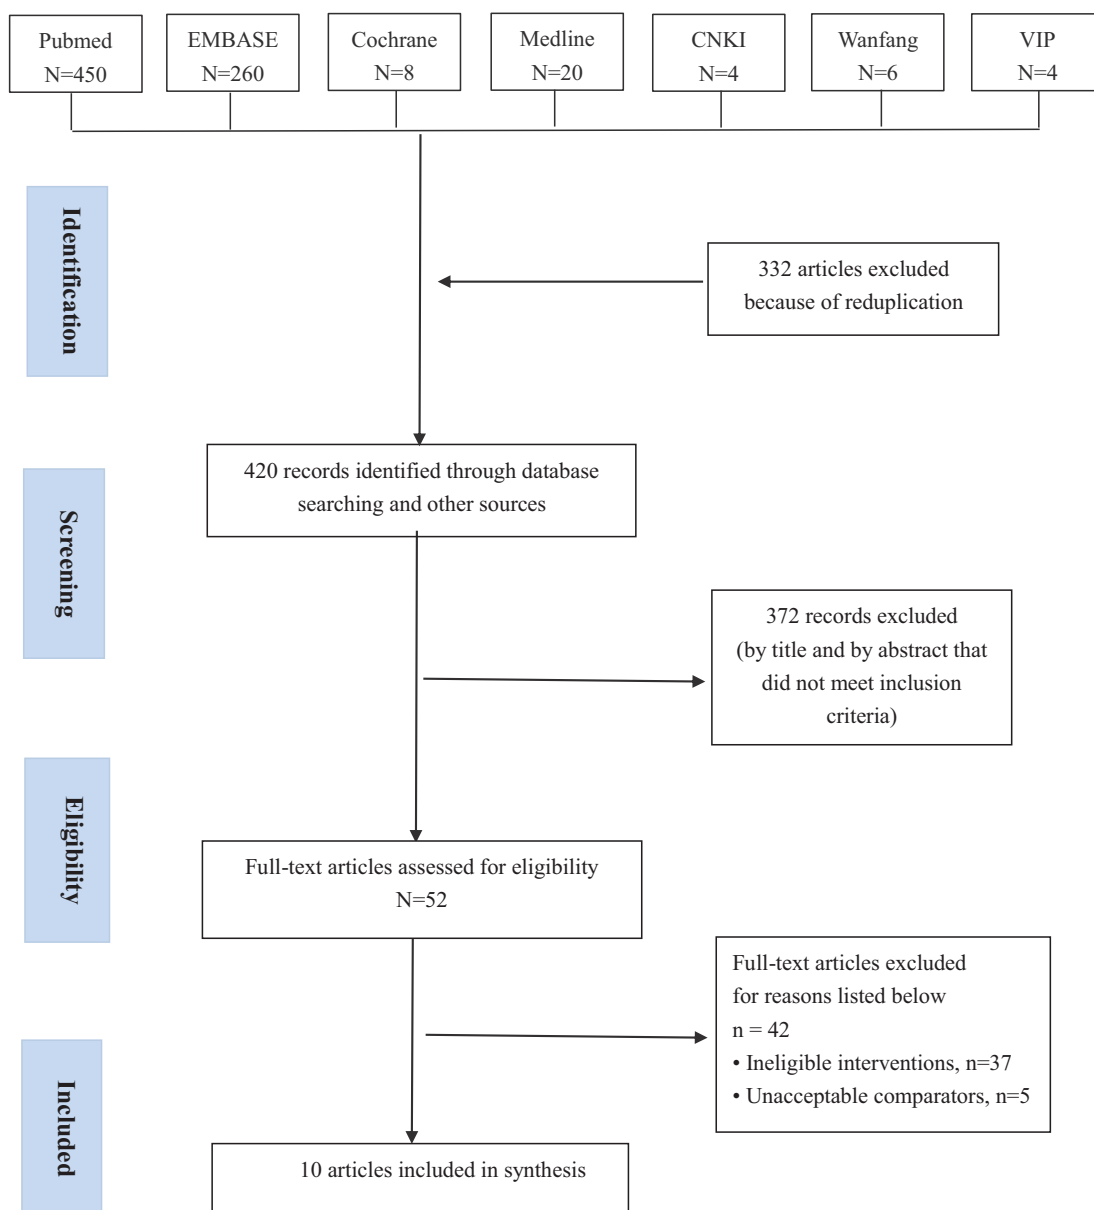 Pubmed
N=450
EMBASE
N=260
Cochrane
N=8
Medline
N=20
CNKI
N=4
Wanfang
N=6
VIP
N=4
Identification
332 articles excluded
because of reduplication
420 records identified through database
searching and other sources
Screening
372 records excluded
(by title and by abstract that
did not meet inclusion
criteria)
Eligibility
Full-text articles assessed for eligibility
N=52
Full-text articles excluded
for reasons listed below
n = 42
• Ineligible interventions, n=37
• Unacceptable comparators, n=5
Included
10 articles included in synthesis